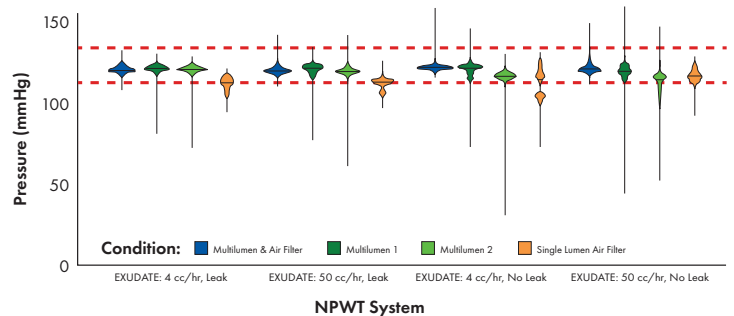 150
100
50
0
Pressure (mmHg)
Condition: Multilumen & Air Filter Multilumen 1 Multilumen 2 Single Lumen Air Filter
EXUDATE: 4 cc/hr, Leak EXUDATE: 50 cc/hr, Leak EXUDATE: 4 cc/hr, No Leak EXUDATE: 50 cc/hr, No Leak
NPWT System